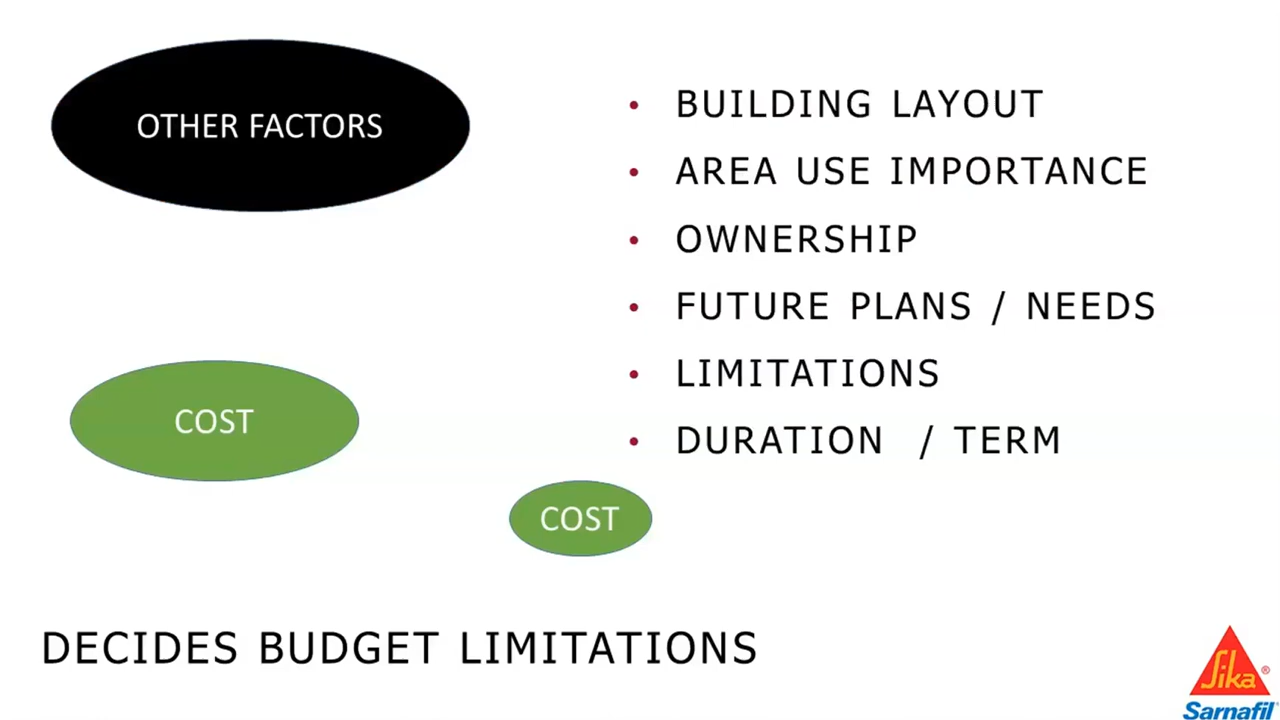 OTHER FACTORS
• BUILDING LAYOUT
• AREA USE IMPORTANCE
• OWNERSHIP
• FUTURE PLANS / NEEDS
• LIMITATIONS
• DURATION / TERM
COST
COST
DECIDES BUDGET LIMITATIONS
Sika®
Sarnafil